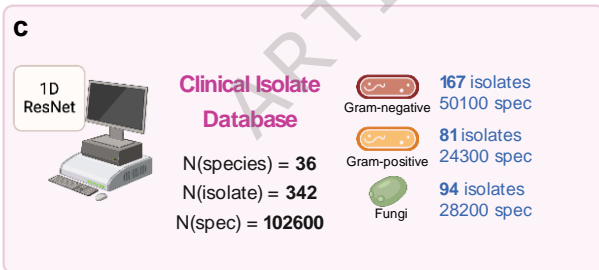 c
1D
ResNet
Clinical Isolate
Database
N(species) = 36
N(isolate) = 342
N(spec) = 102600
Gram-negative
167 isolates
50100 spec
Gram-positive
81 isolates
24300 spec
Fungi
94 isolates
28200 spec
ARTI